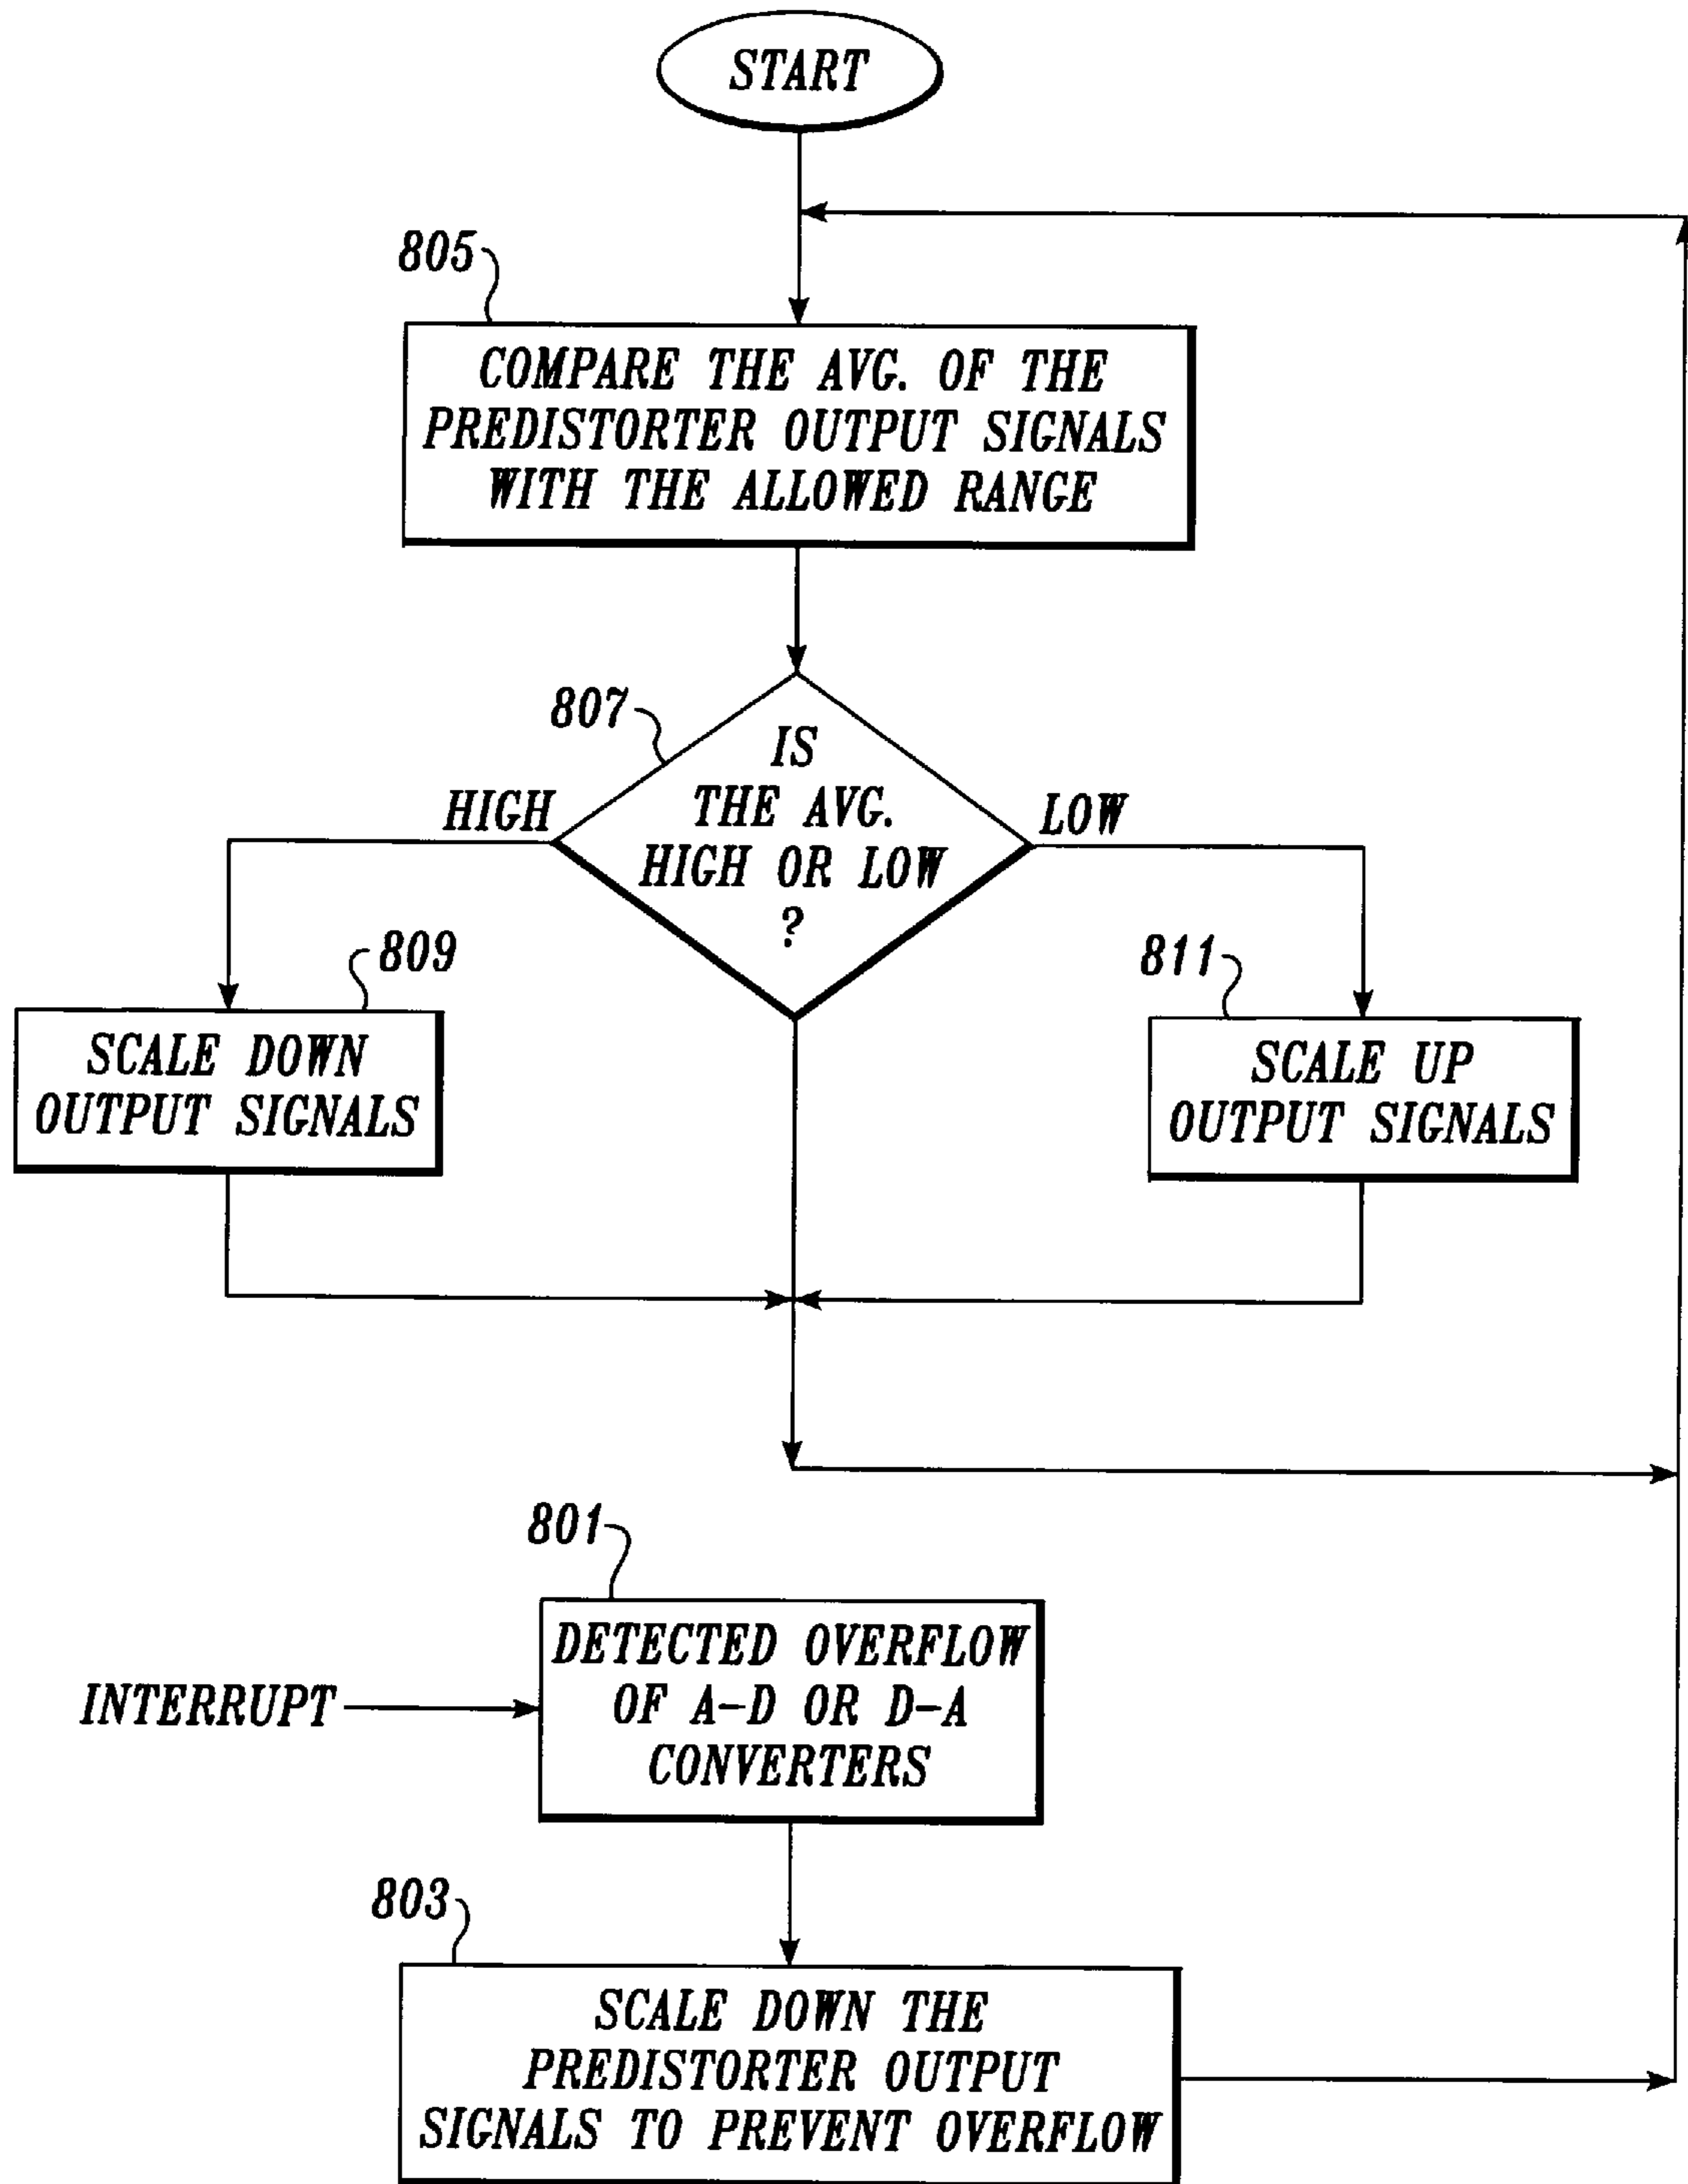 START
805
COMPARE THE AVG. OF THE
PREDISTORTER OUTPUT SIGNALS
WITH THE ALLOWED RANGE
807
IS
THE AVG.
HIGH OR LOW
?
HIGH
LOW
809
SCALE DOWN
OUTPUT SIGNALS
811
SCALE UP
OUTPUT SIGNALS
801
INTERRUPT
DETECTED OVERFLOW
OF A-D OR D-A
CONVERTERS
803
SCALE DOWN THE
PREDISTORTER OUTPUT
SIGNALS TO PREVENT OVERFLOW